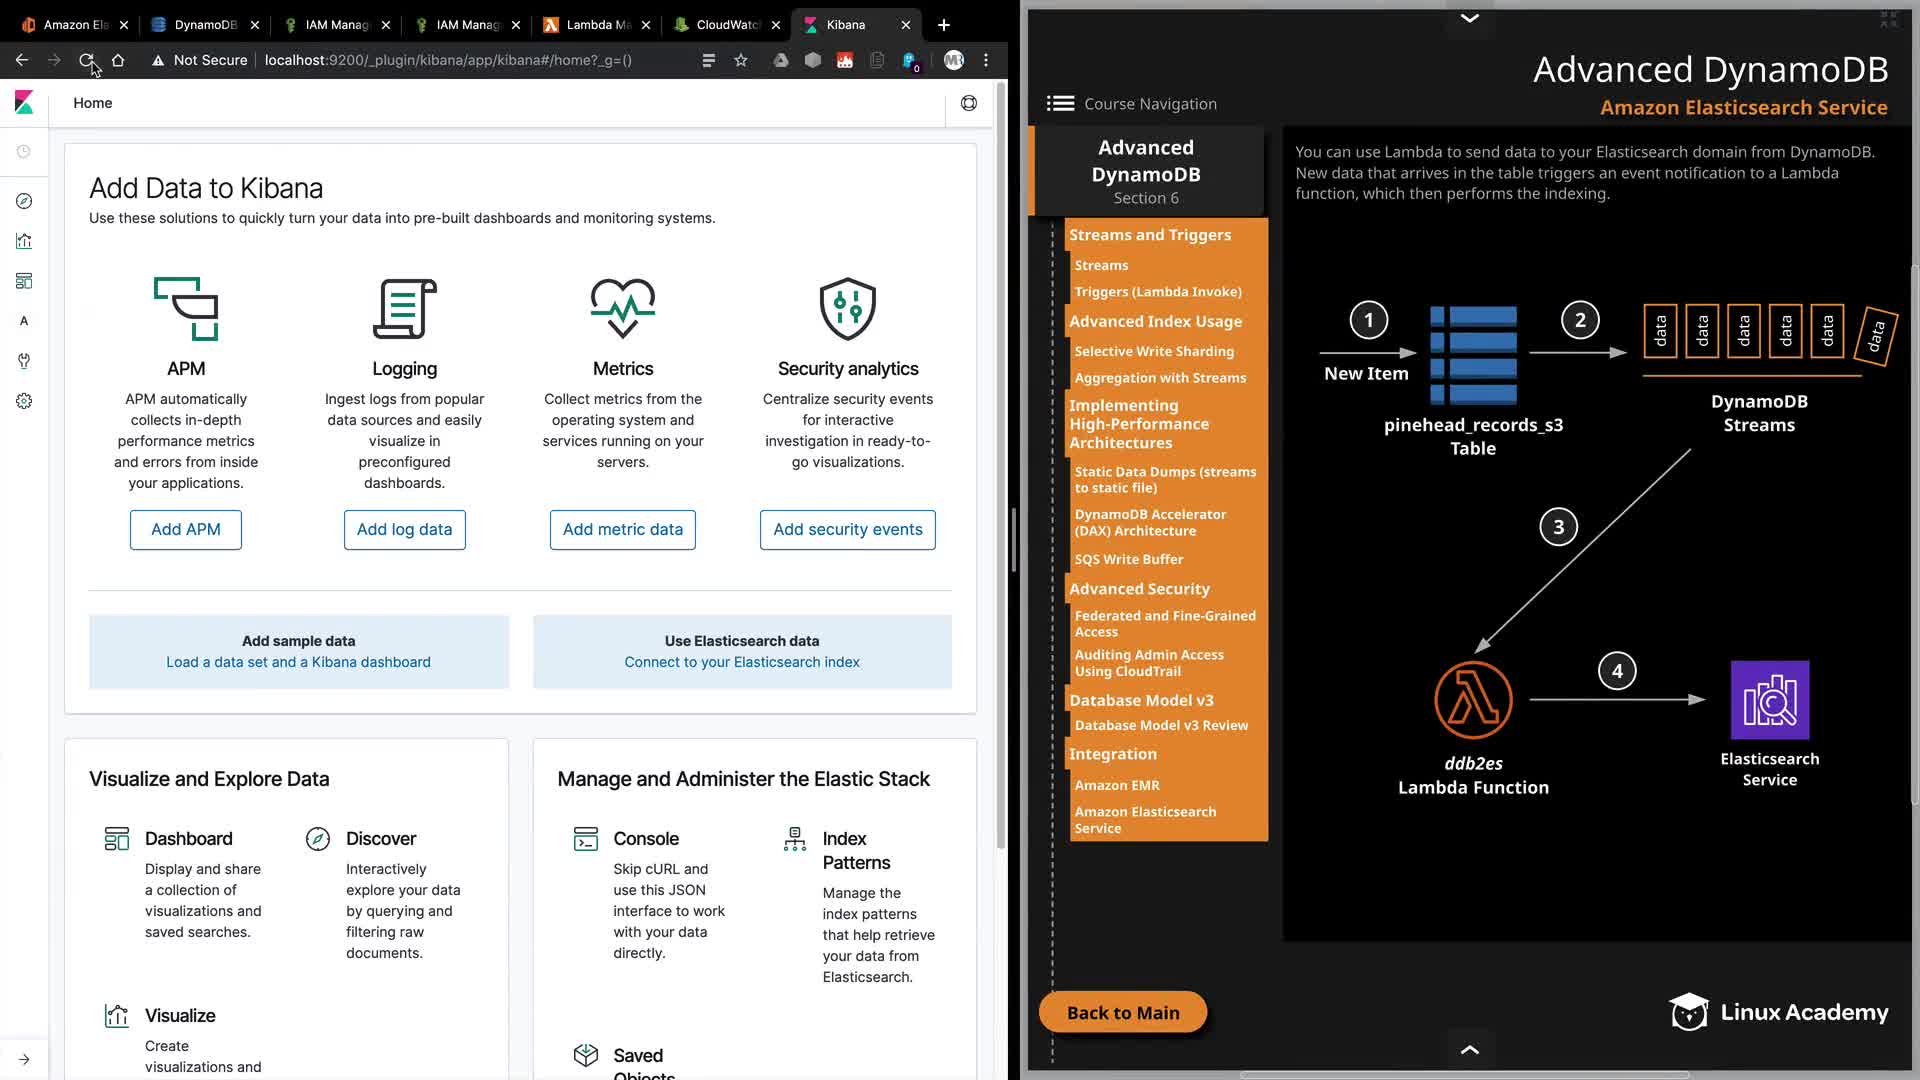 Amazon Ela
DynamoDB
IAM Manag
IAM Manag
Lambda Ma
CloudWatch
Kibana
Not Secure
localhost:9200/_plugin/kibana/app/kibana#/home?_g=()
0
MR
Home
Add Data to Kibana
Use these solutions to quickly turn your data into pre-built dashboards and monitoring systems.
APM
APM automatically
collects in-depth
performance metrics
and errors from inside
your applications.
Add APM
Logging
Ingest logs from popular
data sources and easily
visualize in
preconfigured
dashboards.
Add log data
Metrics
Collect metrics from the
operating system and
services running on your
servers.
Add metric data
Security analytics
Centralize security events
for interactive
investigation in ready-to-
go visualizations.
Add security events
Add sample data
Load a data set and a Kibana dashboard
Use Elasticsearch data
Connect to your Elasticsearch index
Visualize and Explore Data
Dashboard
Display and share
a collection of
visualizations and
saved searches.
Discover
Interactively
explore your data
by querying and
filtering raw
documents.
Visualize
Create
visualizations and
Manage and Administer the Elastic Stack
Console
Skip cURL and
use this JSON
interface to work
with your data
directly.
Index
Patterns
Manage the
index patterns
that help retrieve
your data from
Elasticsearch.
Saved
Objects
Advanced DynamoDB
Amazon Elasticsearch Service
Course Navigation
Advanced
DynamoDB
Section 6
Streams and Triggers
Streams
Triggers (Lambda Invoke)
Advanced Index Usage
Selective Write Sharding
Aggregation with Streams
Implementing
High-Performance
Architectures
Static Data Dumps (streams
to static file)
DynamoDB Accelerator
(DAX) Architecture
SQS Write Buffer
Advanced Security
Federated and Fine-Grained
Access
Auditing Admin Access
Using CloudTrail
Database Model v3
Database Model v3 Review
Integration
Amazon EMR
Amazon Elasticsearch
Service
Back to Main
You can use Lambda to send data to your Elasticsearch domain from DynamoDB.
New data that arrives in the table triggers an event notification to a Lambda
function, which then performs the indexing.
1
New Item
pinehead_records_s3
Table
2
data
data
data
data
data
data
DynamoDB
Streams
3
ddb2es
Lambda Function
4
Elasticsearch
Service
Linux Academy